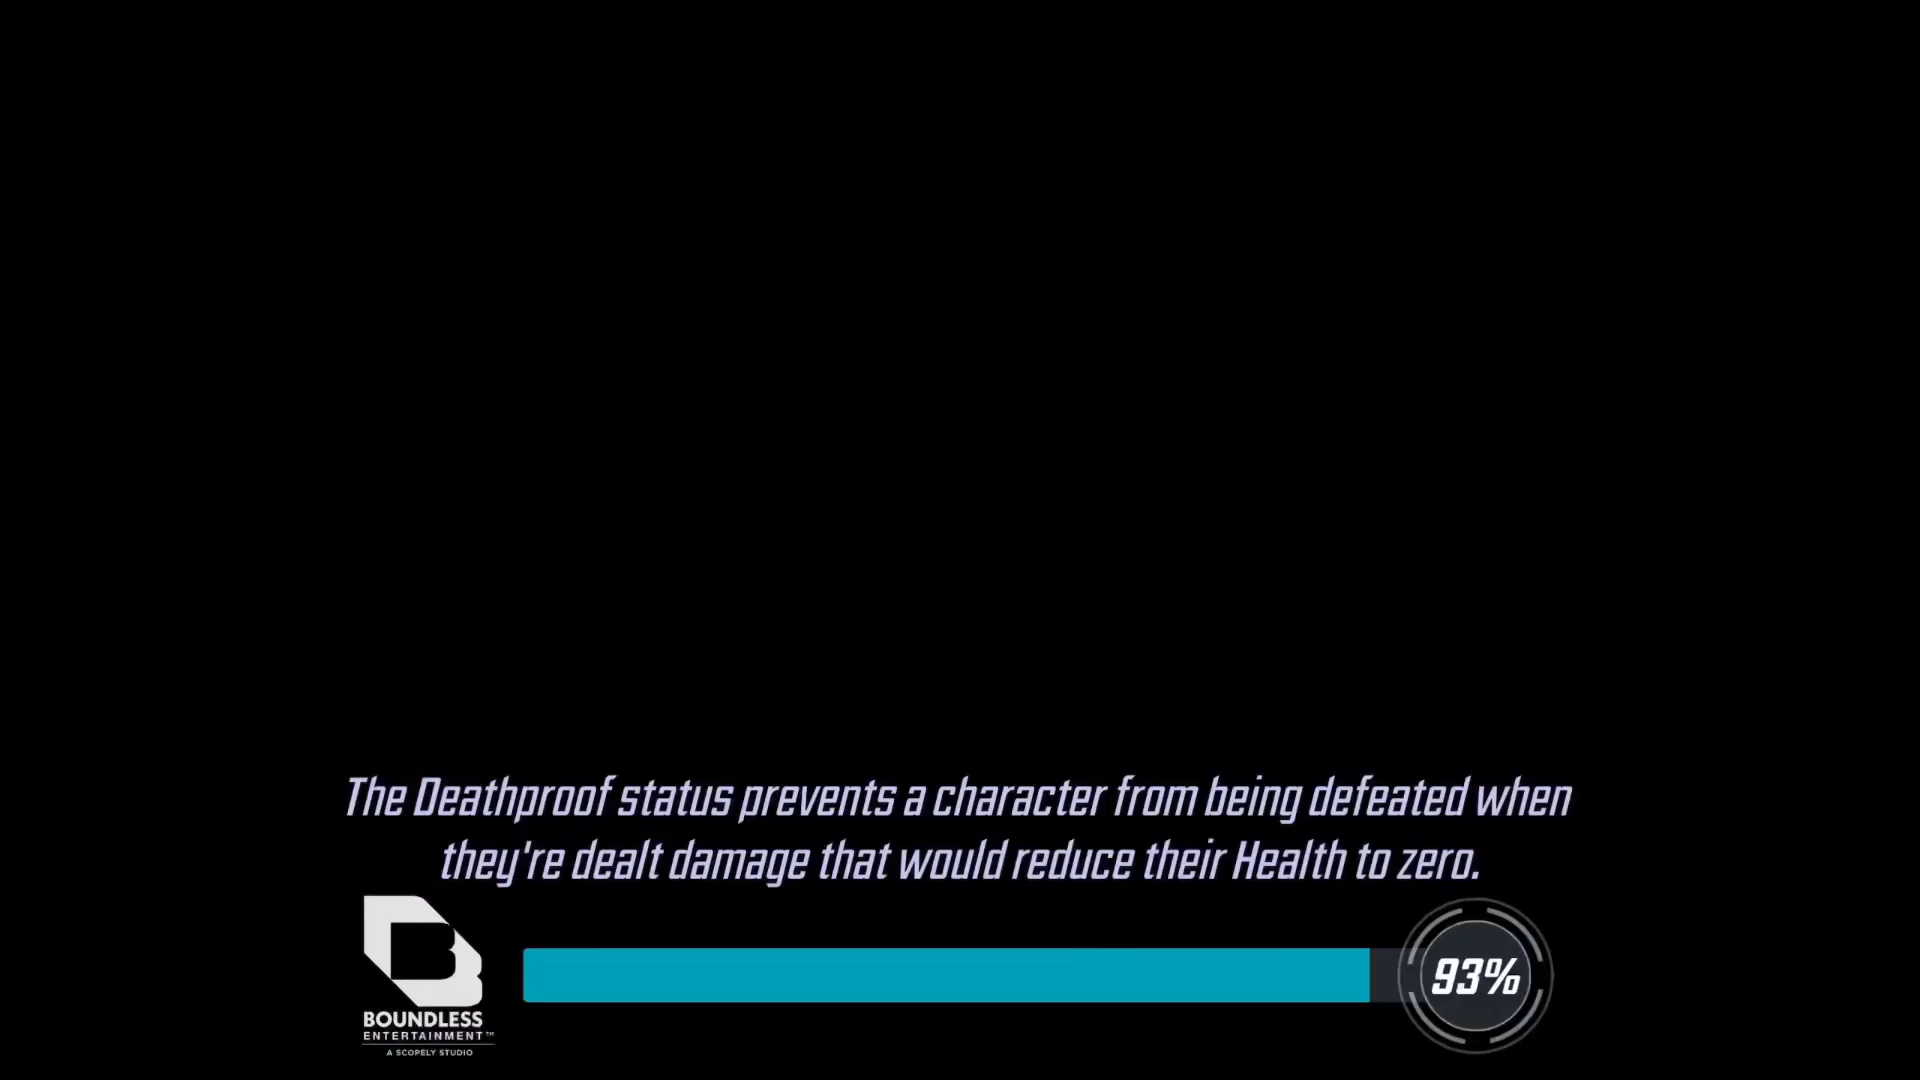 The Deathproof status prevents a character from being defeated when
they're dealt damage that would reduce their Health to zero.
93%
BOUNDLESS
ENTERTAINMENT™
A SCOPELY STUDIO